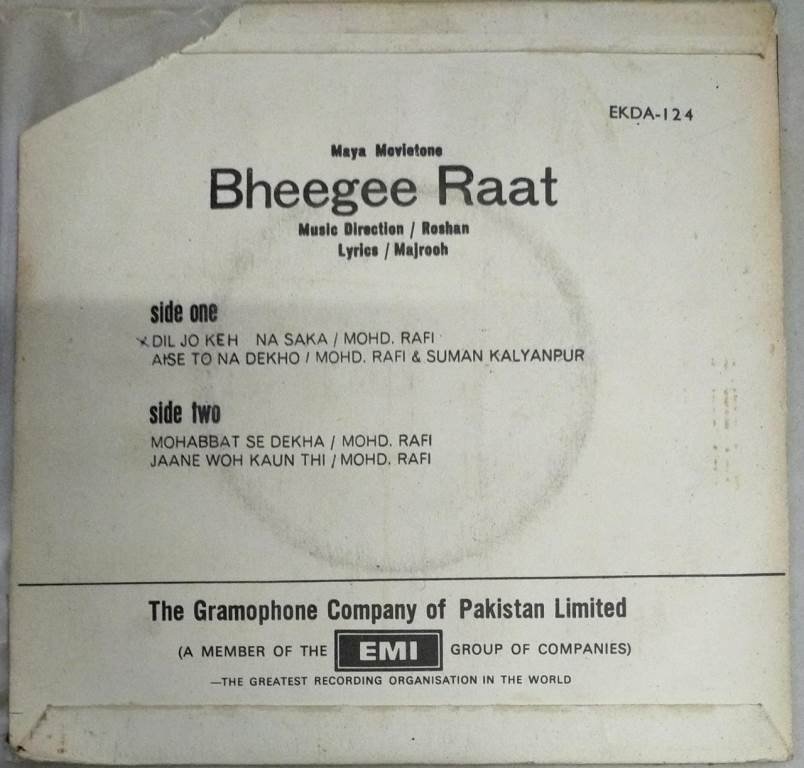 EKDA-124
Maya Movietone
Bheegee Raat
Music Direction / Roshan
Lyrics / Majrooh
side one
DIL JO KEH NA SAKA / MOHD. RAFI
AISE TO NA DEKHO / MOHD. RAFI & SUMAN KALYANPUR
side two
MOHABBAT SE DEKHA / MOHD. RAFI
JAANE WOH KAUN THI / MOHD. RAFI
The Gramophone Company of Pakistan Limited
(A MEMBER OF THE EMI GROUP OF COMPANIES)
—THE GREATEST RECORDING ORGANISATION IN THE WORLD